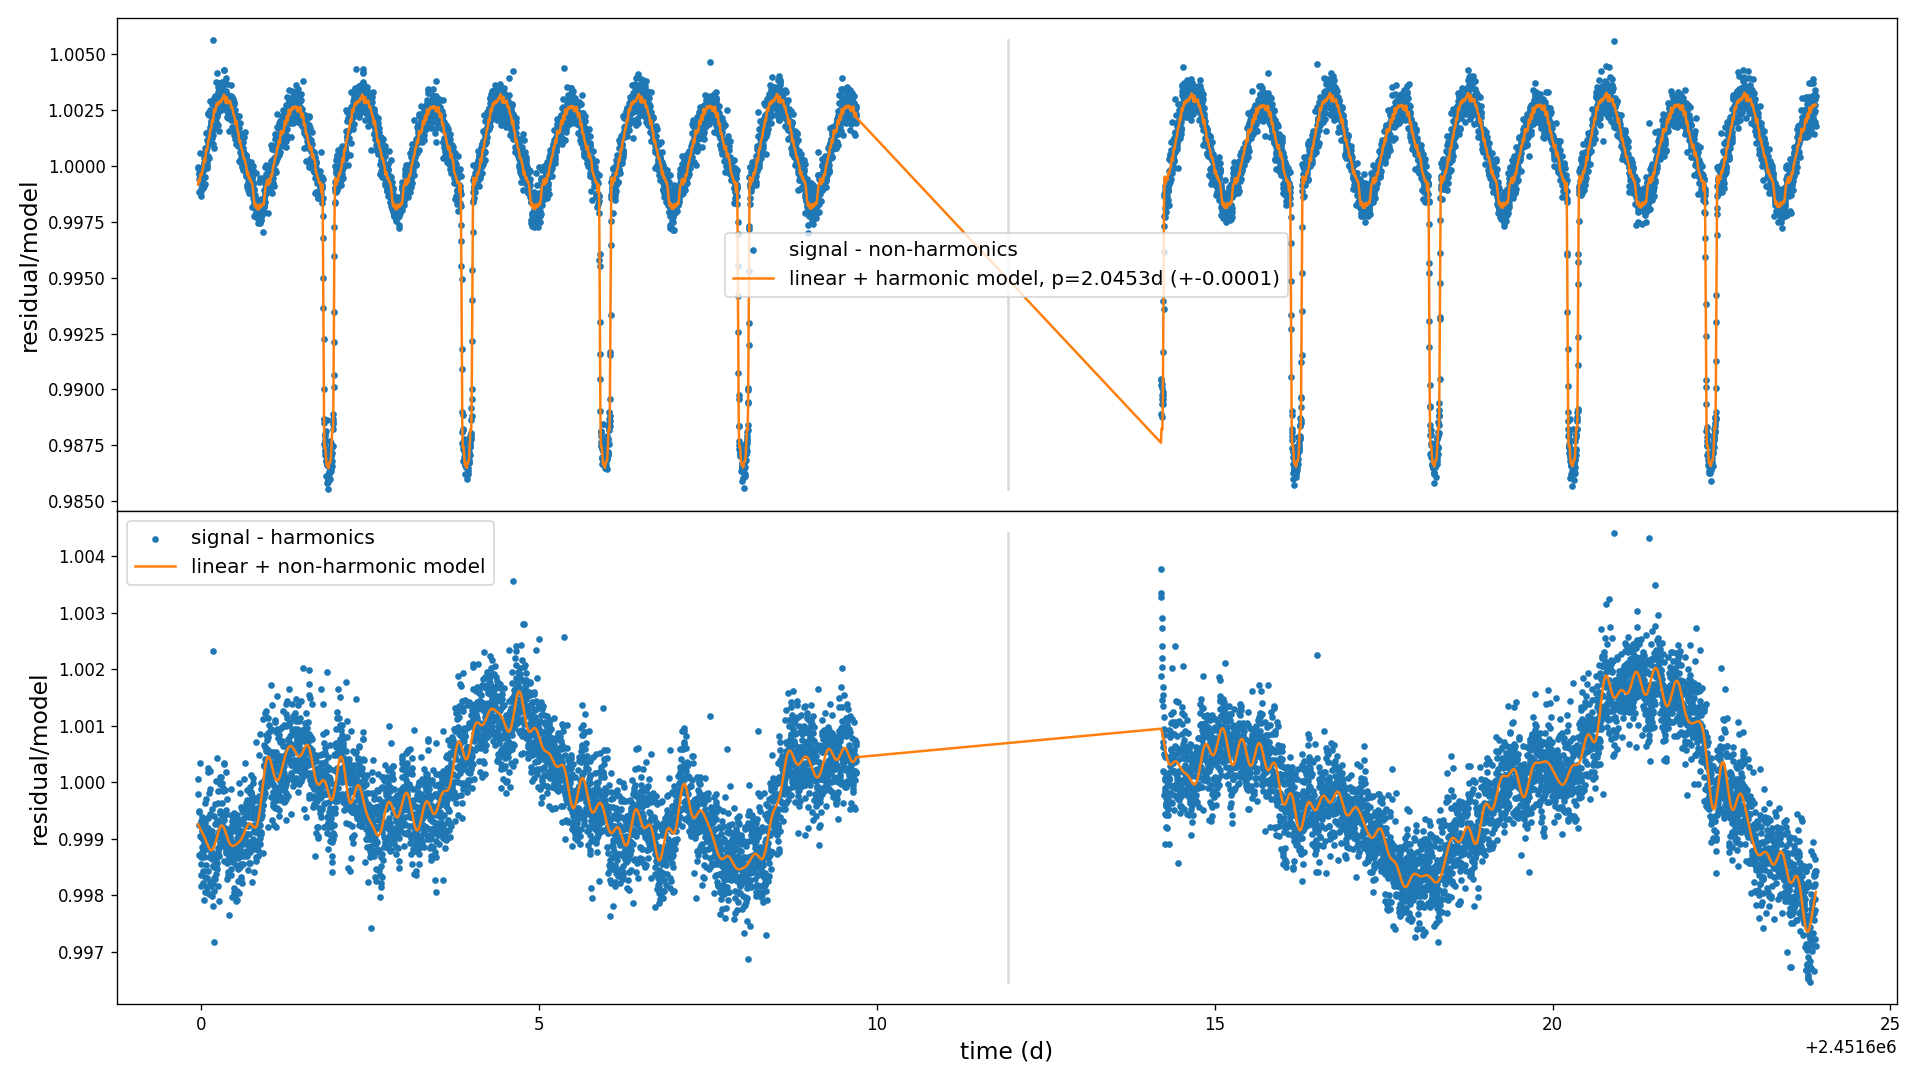 1.0050
1.0025
1.0000
0.9975
0.9950
0.9925
0.9900
0.9875
0.9850
residual/model
signal - non-harmonics
linear + harmonic model, p=2.0453d (+-0.0001)
signal - harmonics
linear + non-harmonic model
1.004
1.003
1.002
1.001
1.000
0.999
0.998
0.997
residual/model
0
5
10
15
20
25
time (d)
+2.4516e6